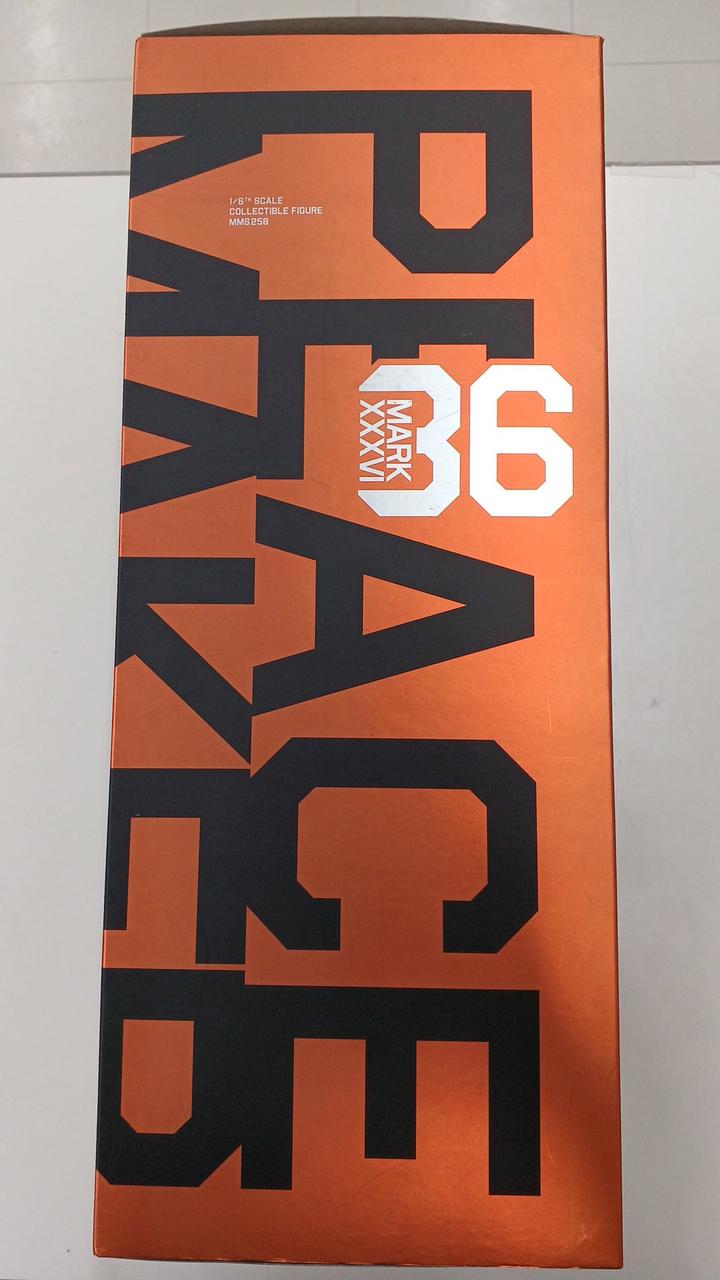 PEACE
MAKER
36
MARK
XXXVI
1/6TH SCALE
COLLECTIBLE FIGURE
MMS258